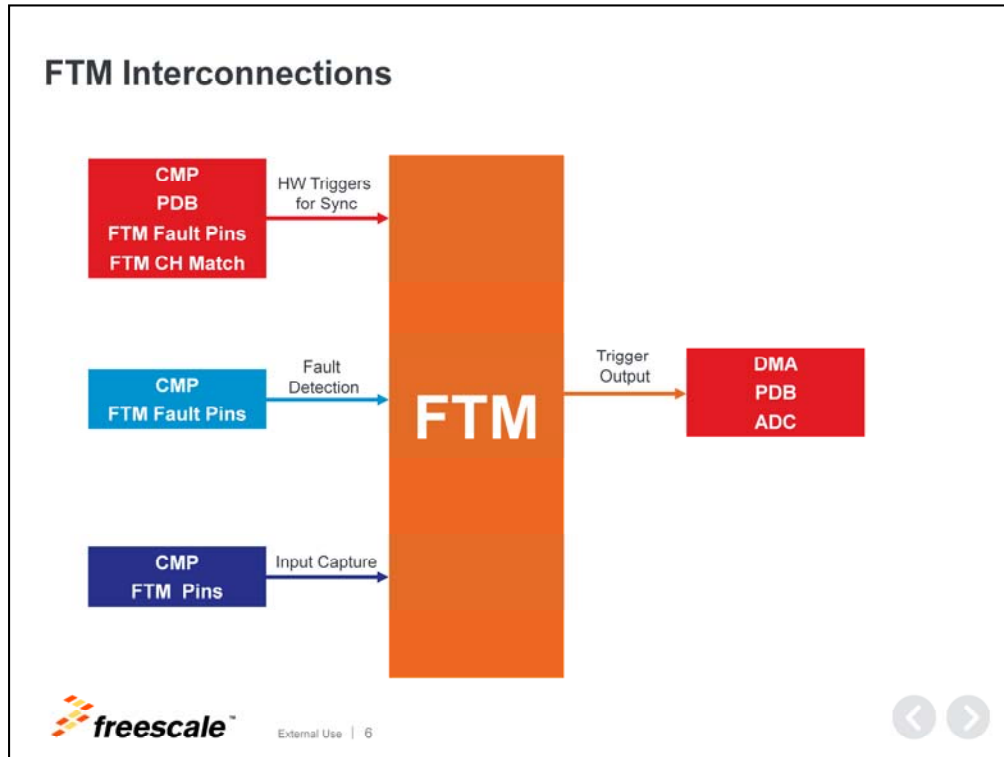 FTM Interconnections
CMP
PDB
FTM Fault Pins
FTM CH Match
HW Triggers
for Sync
CMP
FTM Fault Pins
Fault
Detection
CMP
FTM Pins
Input Capture
FTM
Trigger
Output
DMA
PDB
ADC
freescale™
External Use | 6